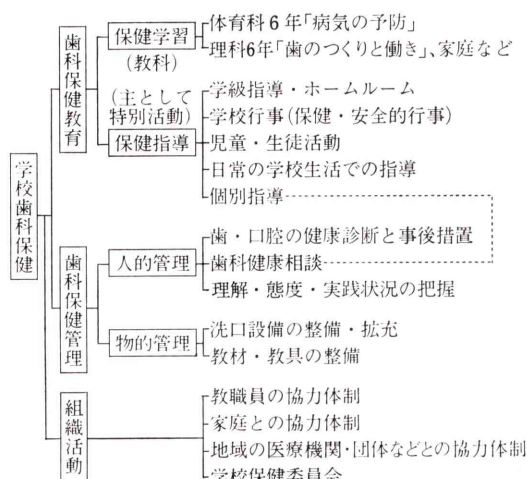 学校歯科保健
歯科保健教育
保健学習
(教科)
体育科6年「病気の予防」
理科6年「歯のつくりと働き」、家庭など
(主として
特別活動)
保健指導
学級指導・ホームルーム
学校行事(保健・安全的行事)
児童・生徒活動
日常の学校生活での指導
個別指導
歯科保健管理
人的管理
歯・口腔の健康診断と事後措置
歯科健康相談
理解・態度・実践状況の把握
物的管理
洗口設備の整備・拡充
教材・教具の整備
組織活動
教職員の協力体制
家庭との協力体制
地域の医療機関・団体などとの協力体制
学校保健委員会